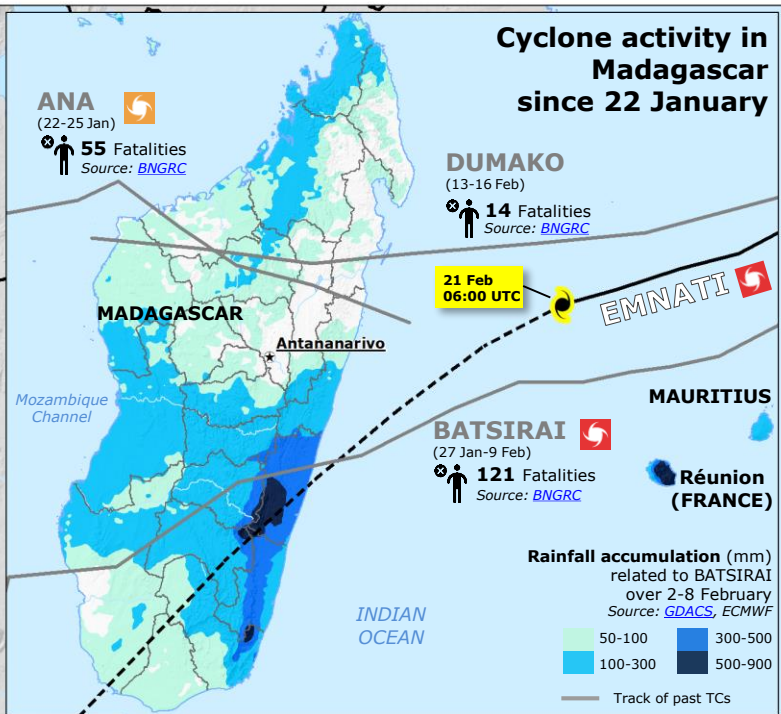 Cyclone activity in
Madagascar
since 22 January
ANA
(22-25 Jan)
55 Fatalities
Source: BNGRC
DUMAKO
(13-16 Feb)
14 Fatalities
Source: BNGRC
21 Feb
06:00 UTC
EMNATI
MADAGASCAR
Antananarivo
Mozambique
Channel
MAURITIUS
BATSIRAI
(27 Jan-9 Feb)
121 Fatalities
Source: BNGRC
Réunion
(FRANCE)
INDIAN
OCEAN
Rainfall accumulation (mm)
related to BATSIRAI
over 2-8 February
Source: GDACS, ECMWF
50-100
300-500
100-300
500-900
Track of past TCs